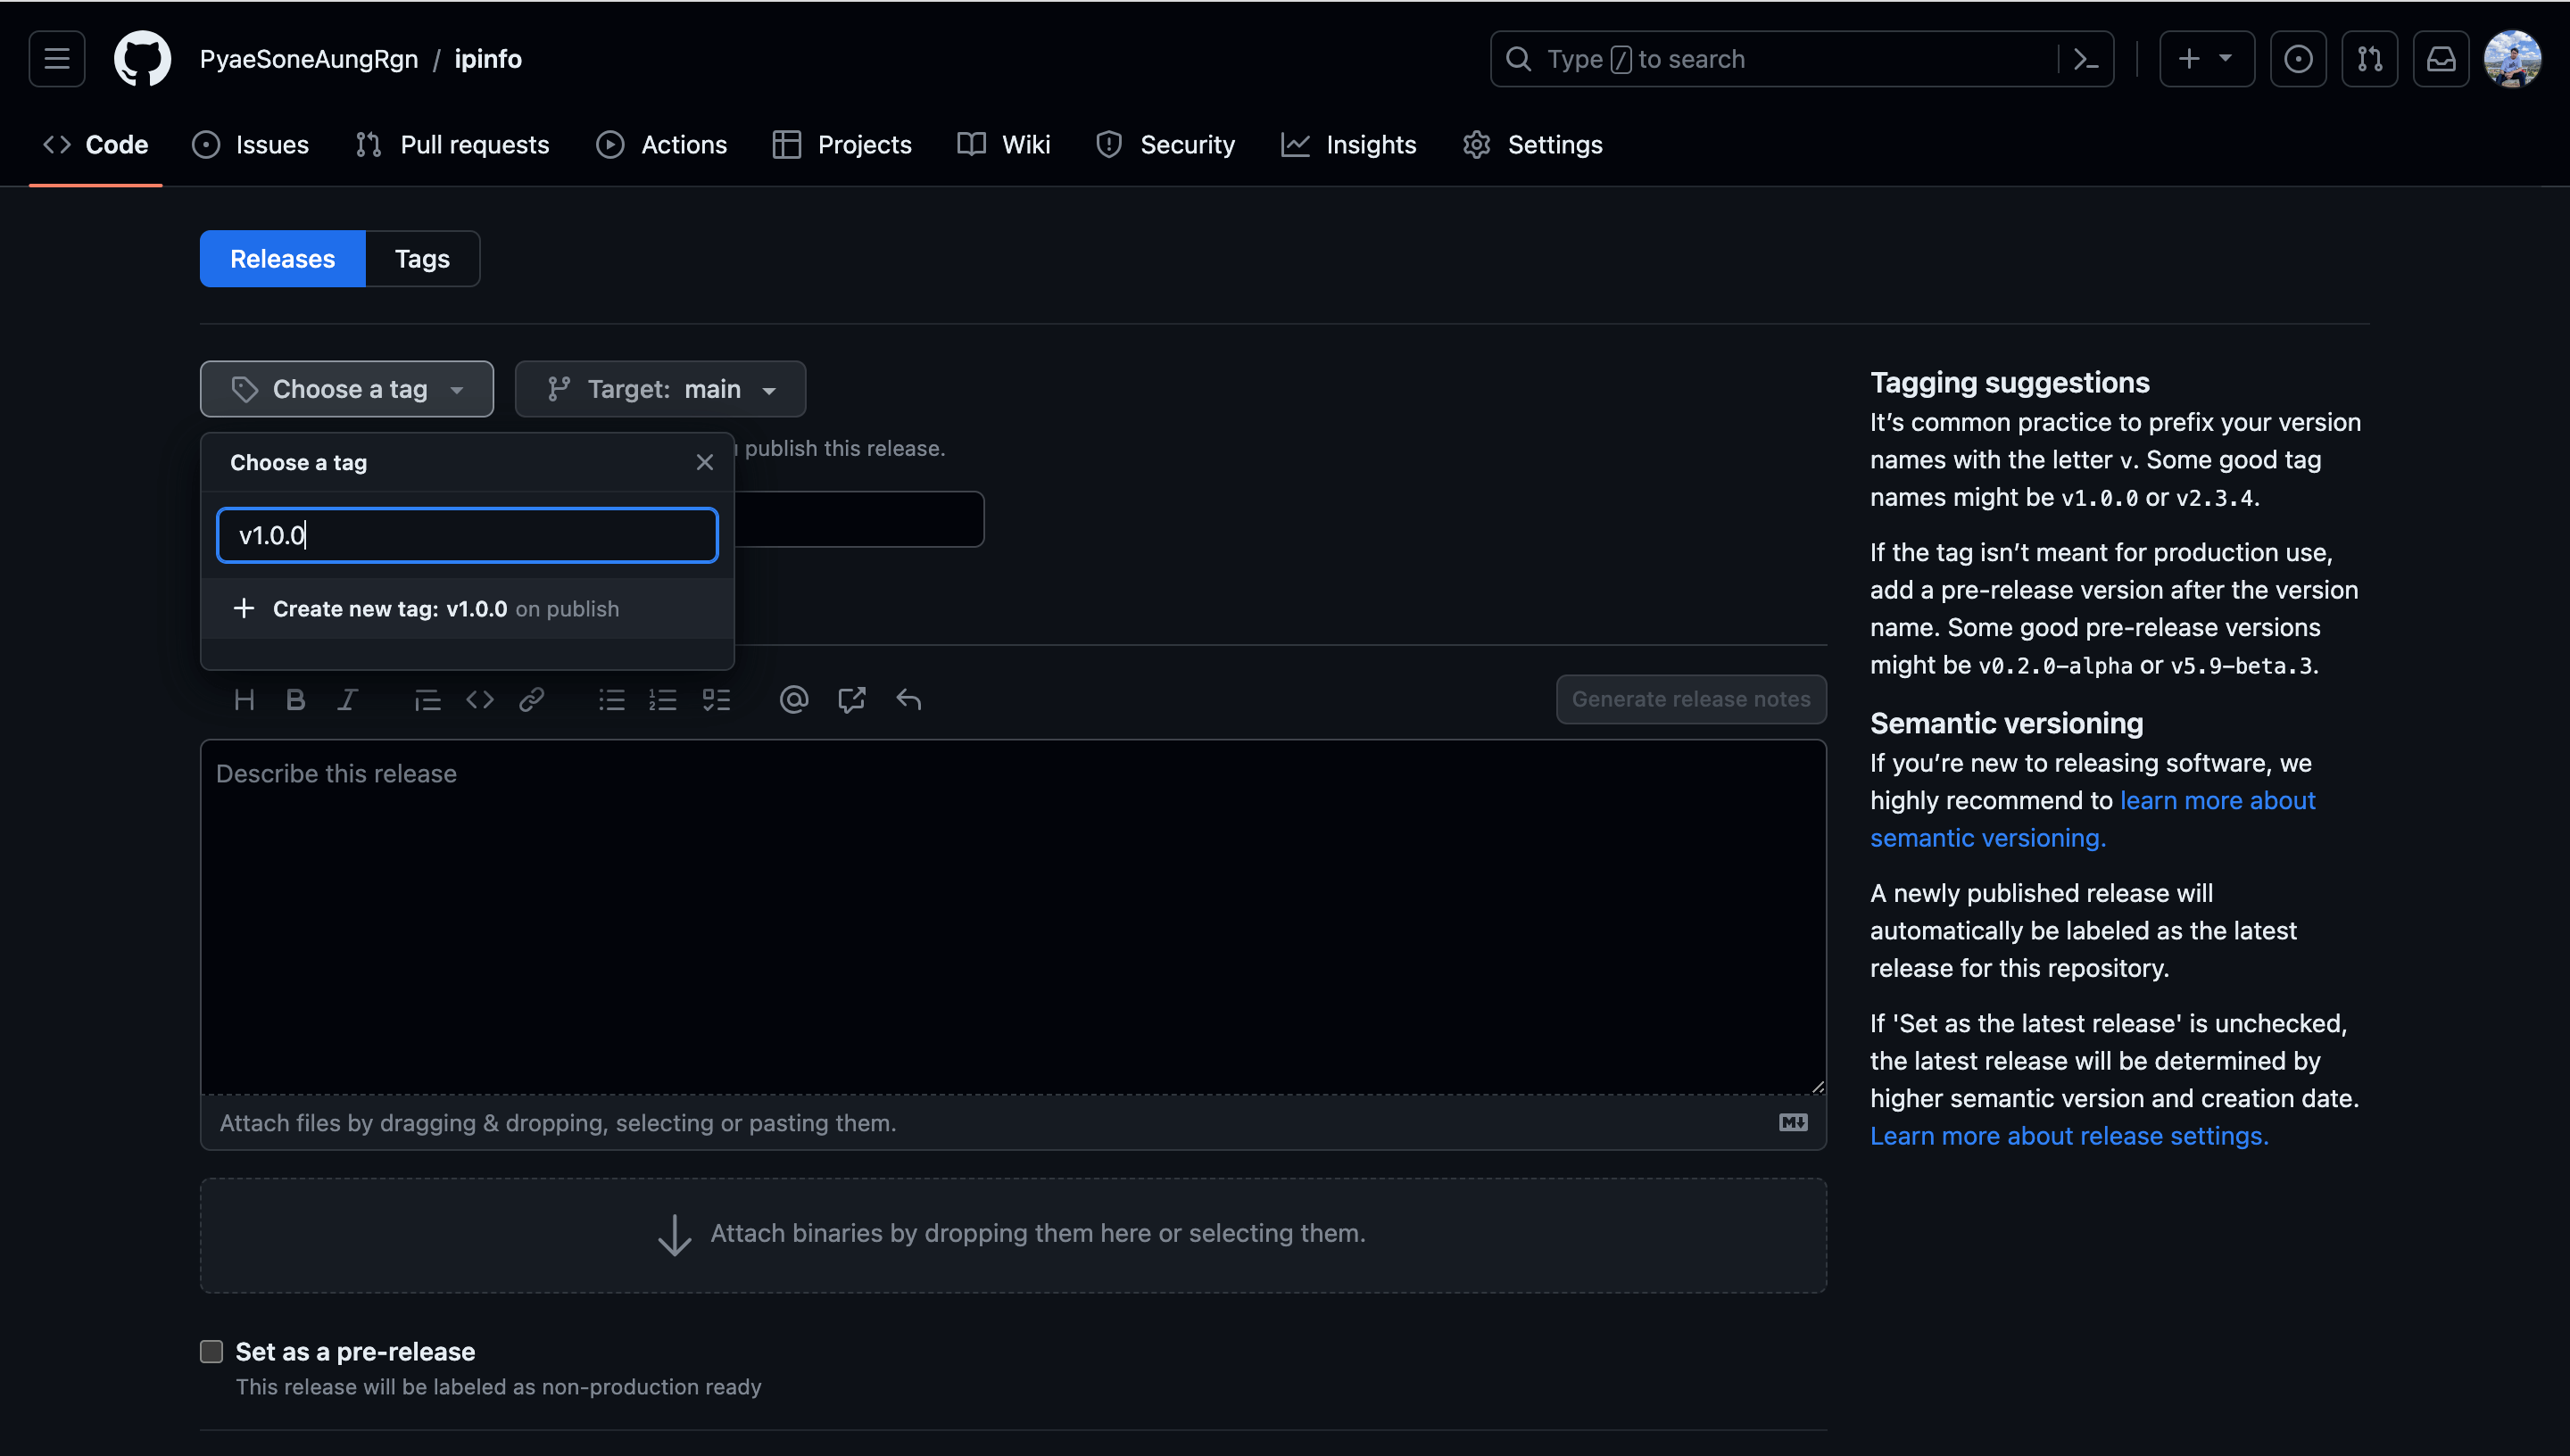 PyaeSoneAungRgn / ipinfo
Type / to search
Code
Issues
Pull requests
Actions
Projects
Wiki
Security
Insights
Settings
Releases
Tags
Choose a tag
Target: main
publish this release.
Choose a tag
v1.0.0
Create new tag: v1.0.0 on publish
H B I
Generate release notes
Describe this release
Attach files by dragging & dropping, selecting or pasting them.
Attach binaries by dropping them here or selecting them.
Set as a pre-release
This release will be labeled as non-production ready
Tagging suggestions
It’s common practice to prefix your version
names with the letter v. Some good tag
names might be v1.0.0 or v2.3.4.
If the tag isn’t meant for production use,
add a pre-release version after the version
name. Some good pre-release versions
might be v0.2.0-alpha or v5.9-beta.3.
Semantic versioning
If you’re new to releasing software, we
highly recommend to learn more about
semantic versioning.
A newly published release will
automatically be labeled as the latest
release for this repository.
If 'Set as the latest release' is unchecked,
the latest release will be determined by
higher semantic version and creation date.
Learn more about release settings.